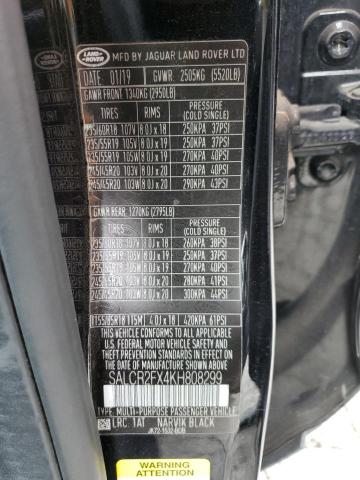 LAND ROVER
MFD BY JAGUAR LAND ROVER LTD
DATE 01/19 GVWR. 2505KG (5520LB)
GAWR FRONT 1340KG (2950LB)
TIRES RIMS PRESSURE (COLD SINGLE)
235/60R18 107V 8.0J x 18 250KPA 37PSI
235/55R19 105V 8.0J x 19 250KPA 37PSI
235/55R19 105W 8.0J x 19 270KPA 40PSI
245/45R20 103V 8.0J x 20 270KPA 40PSI
245/45R20 103W 8.0J x 20 290KPA 43PSI
GAWR REAR 1270KG (2795LB)
TIRES RIMS PRESSURE (COLD SINGLE)
235/60R18 107V 8.0J x 18 260KPA 38PSI
8.0J x 19 250KPA 37PSI
8.0J x 19 270KPA 40PSI
8.0J x 20 280KPA 41PSI
8.0J x 20 300KPA 44PSI
T155/85R18 115M 4.0J x 18 420KPA 61PSI
THIS VEHICLE CONFORMS TO ALL APPLICABLE
U.S. FEDERAL MOTOR VEHICLE SAFETY STANDARDS
IN EFFECT ON THE DATE OF MANUFACTURE SHOWN ABOVE
SALCR2FX4KH808299
TYPE: MULTI-PURPOSE PASSENGER VEHICLE
LRC: 1AT NARVIK BLACK
WARNING